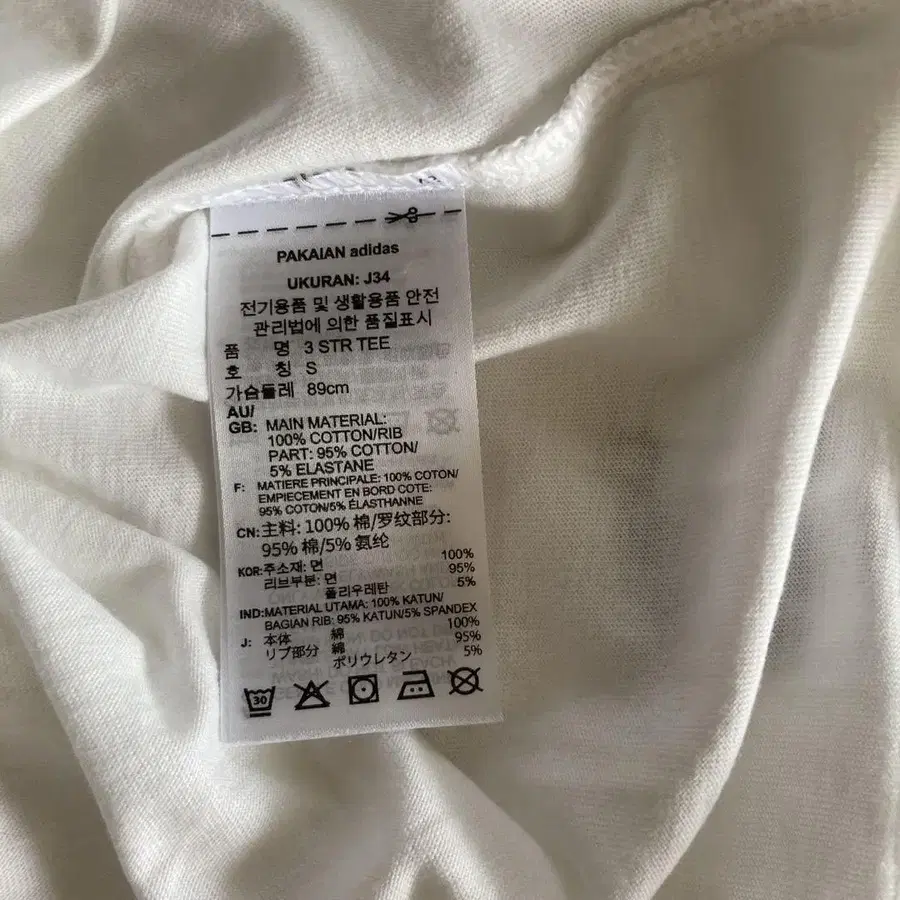 PAKAIAN adidas
UKURAN: J34
전기용품 및 생활용품 안전
관리법에 의한 품질표시
품 명 3 STR TEE
호 칭 S
가슴둘레 89cm
AU/
GB: MAIN MATERIAL:
100% COTTON/RIB
PART: 95% COTTON/
5% ELASTANE
F: MATIERE PRINCIPALE: 100% COTON/
EMPIECEMENT EN BORD COTE:
95% COTON/5% ÉLASTHANNE
CN: 主料: 100% 棉/罗纹部分:
95% 棉/5% 氨纶
KOR: 주소재: 면 100%
리브부분: 면 95%
폴리우레탄 5%
IND: MATERIAL UTAMA: 100% KATUN/
BAGIAN RIB: 95% KATUN/5% SPANDEX
J: 本体 綿 100%
リブ部分 綿 95%
ポリウレタン 5%
30